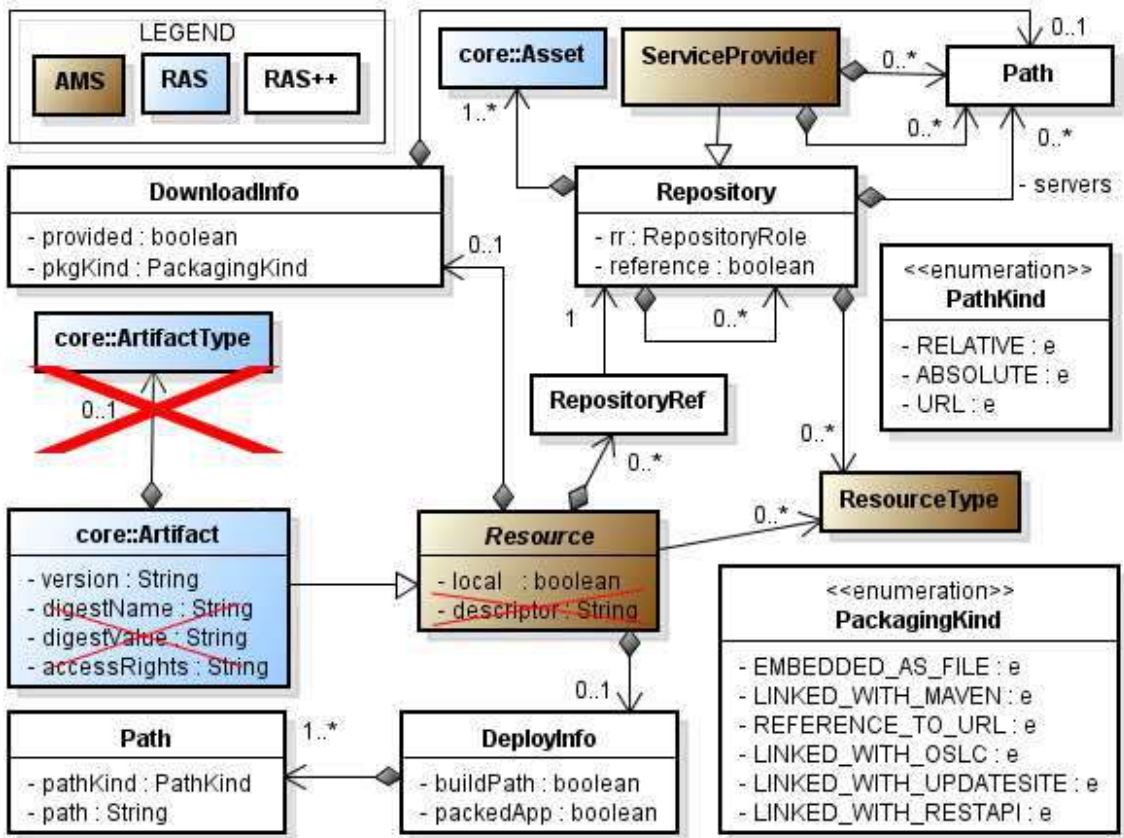 LEGEND
AMS
RAS
RAS++
core::Asset
ServiceProvider
0..*
0..1
Path
1..*
0..*
0..*
DownloadInfo
- provided : boolean
- pkgKind : PackagingKind
0..1
Repository
- rr : RepositoryRole
- reference : boolean
- servers
<<enumeration>>
PathKind
- RELATIVE : e
- ABSOLUTE : e
- URL : e
core::ArtifactType
0..1
1
0..*
RepositoryRef
0..*
0..*
ResourceType
0..*
core::Artifact
- version : String
- digestName : String
- digestValue : String
- accessRights : String
Resource
- local : boolean
- descriptor : String
0..1
<<enumeration>>
PackagingKind
- EMBEDDED_AS_FILE : e
- LINKED_WITH_MAVEN : e
- REFERENCE_TO_URL : e
- LINKED_WITH_OSLC : e
- LINKED_WITH_UPDATESITE : e
- LINKED_WITH_RESTAPI : e
Path
- pathKind : PathKind
- path : String
1..*
DeployInfo
- buildPath : boolean
- packedApp : boolean